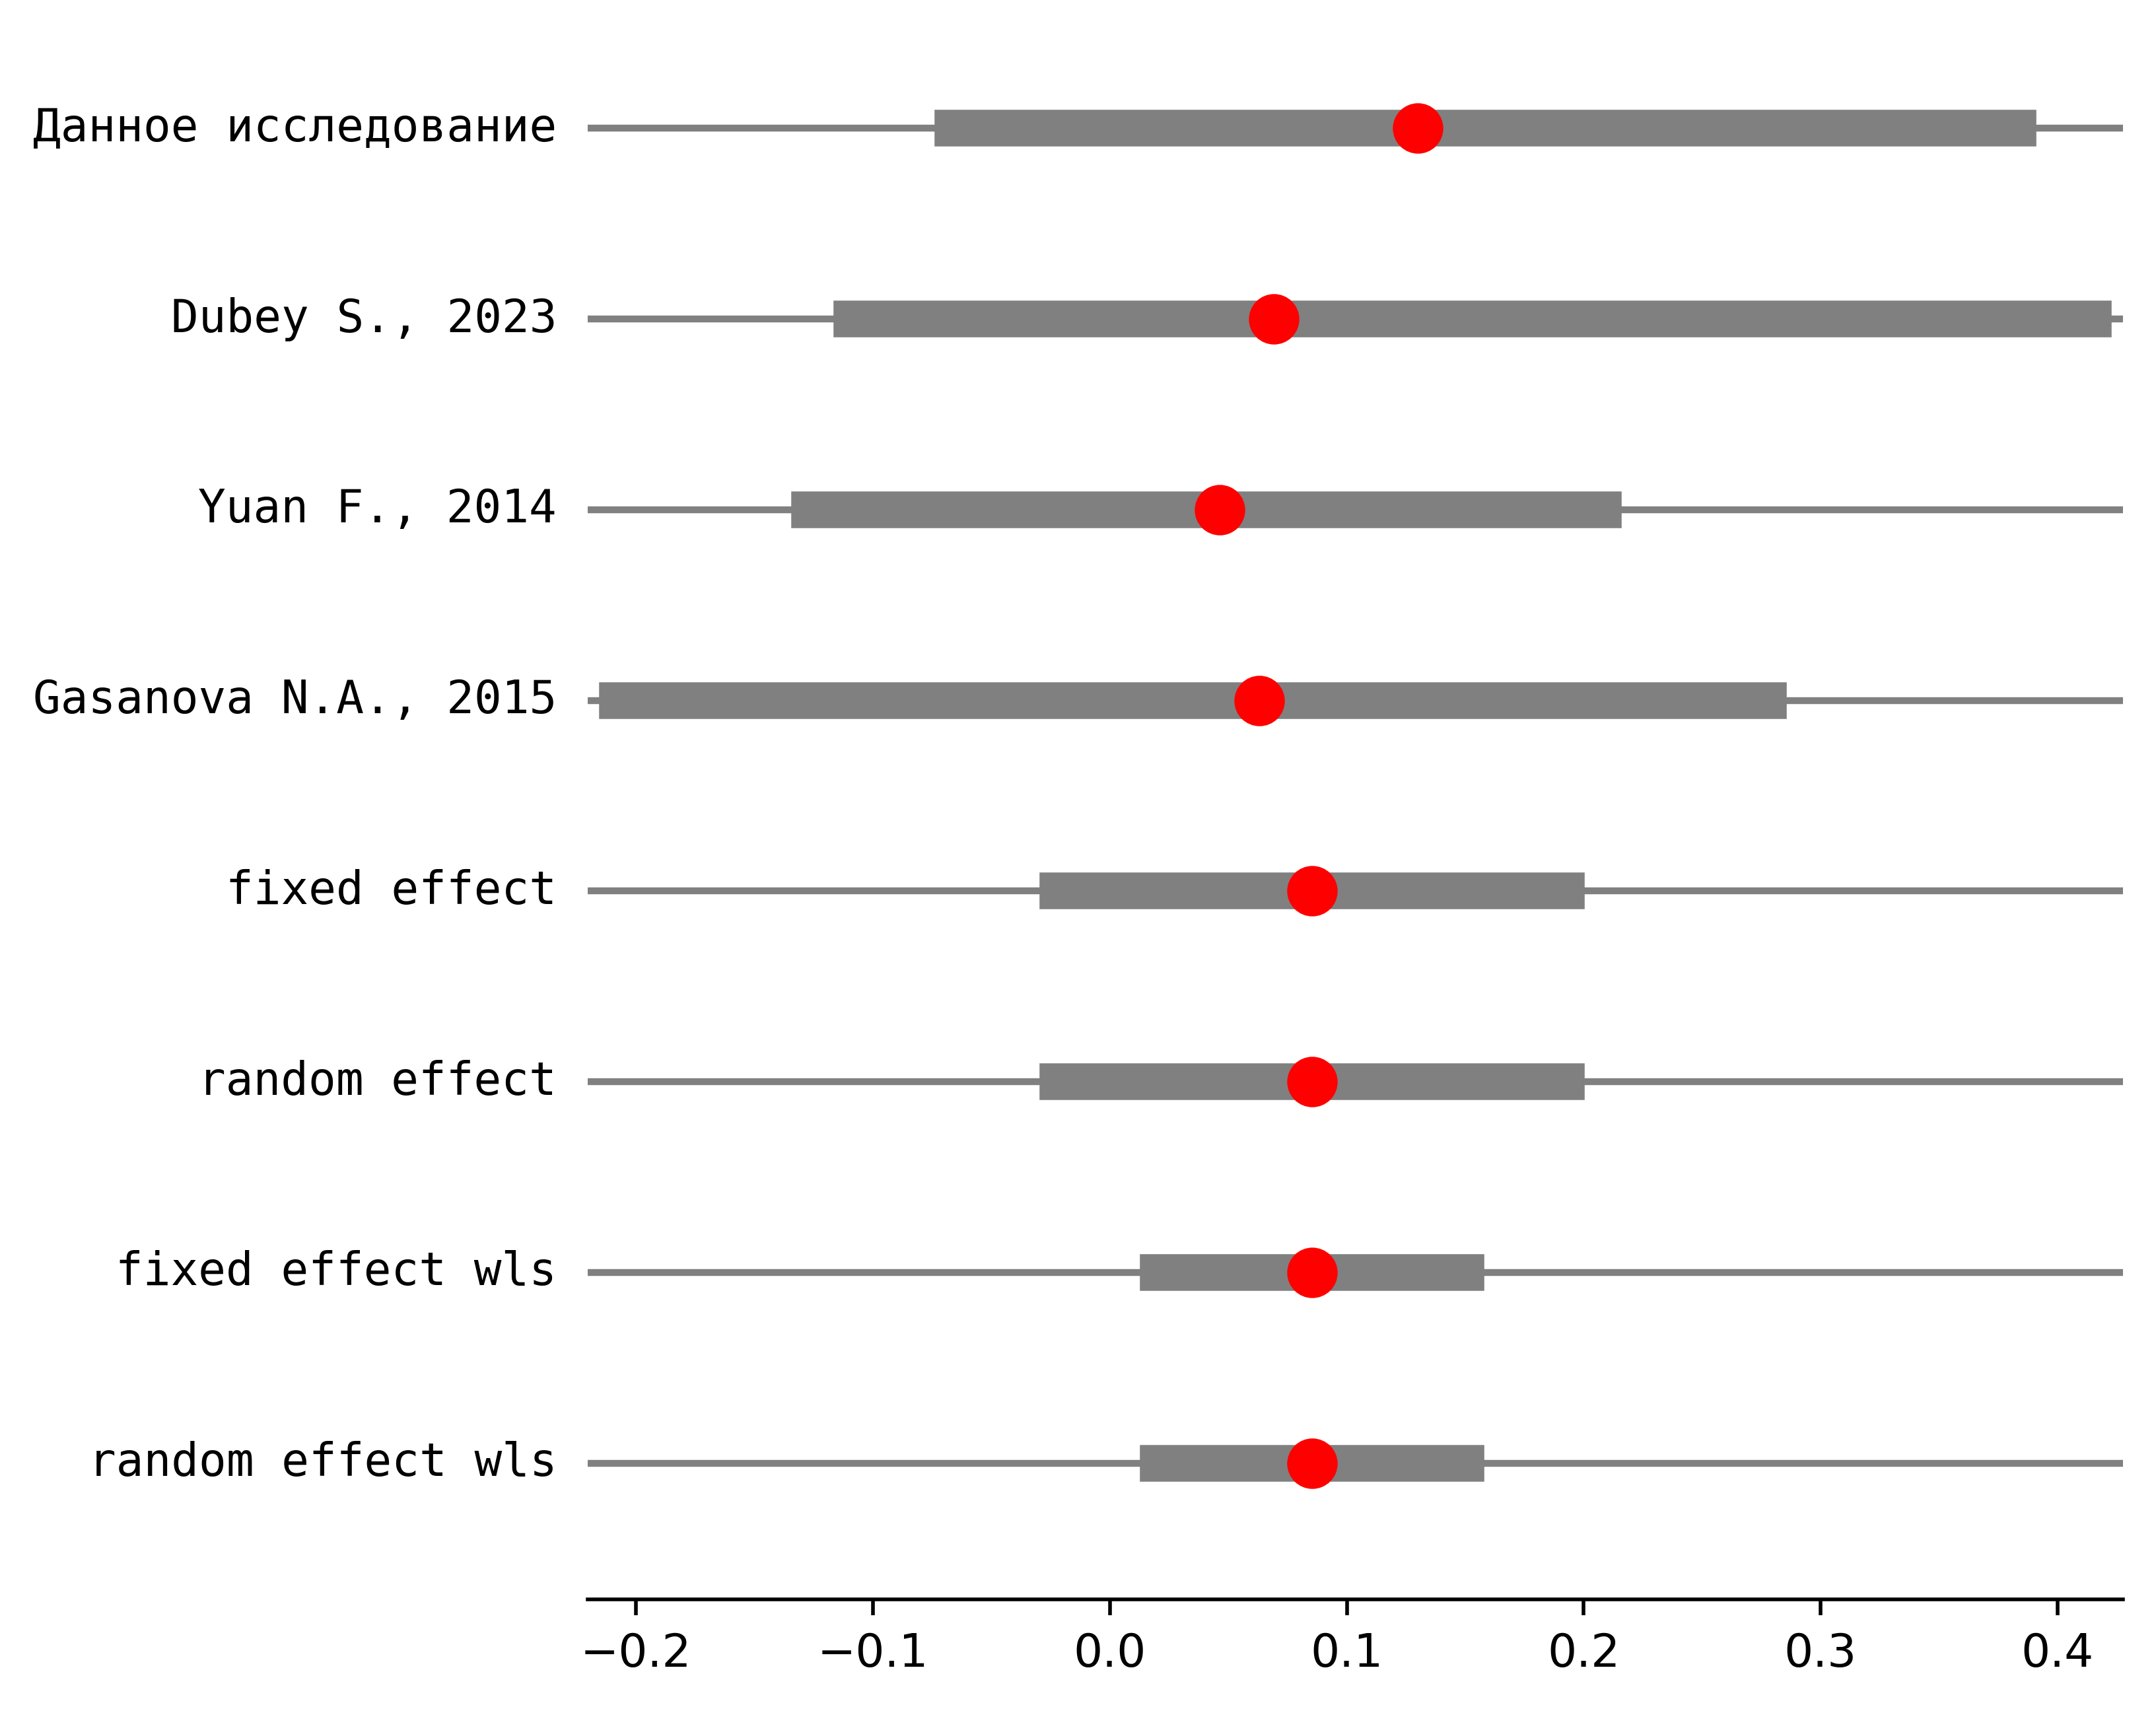 Данное исследование
Dubey S., 2023
Yuan F., 2014
Gasanova N.A., 2015
fixed effect
random effect
fixed effect wls
random effect wls
−0.2 −0.1 0.0 0.1 0.2 0.3 0.4